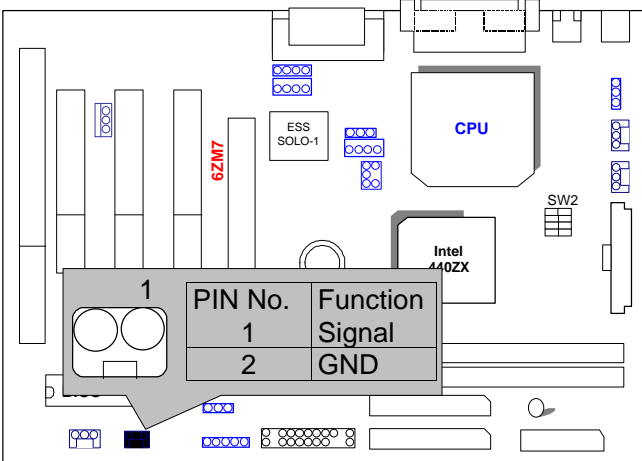 ESS
SOLO-1
CPU
6ZM7
SW2
Intel
440ZX
1
PIN No. Function
1 Signal
2 GND